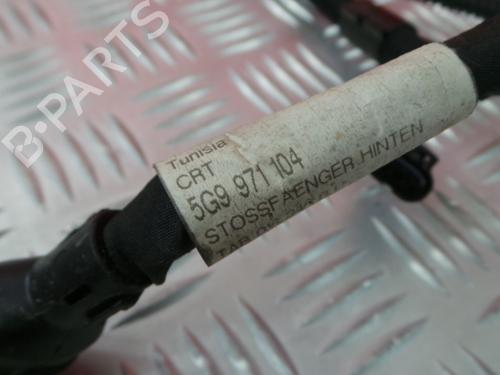 B-PARTS
Tunisia
CRT
5G9 971 104
STOSSFAENGER HINTEN